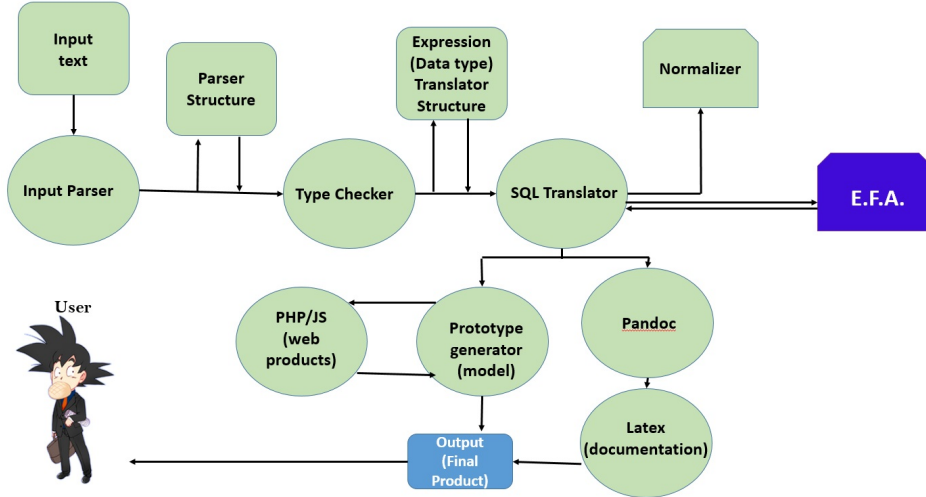 Input
text
Parser
Structure
Expression
(Data type)
Translator
Structure
Normalizer
Input Parser
Type Checker
SQL Translator
E.F.A.
User
PHP/JS
(web
products)
Prototype
generator
(model)
Pandoc
Latex
(documentation)
Output
(Final
Product)